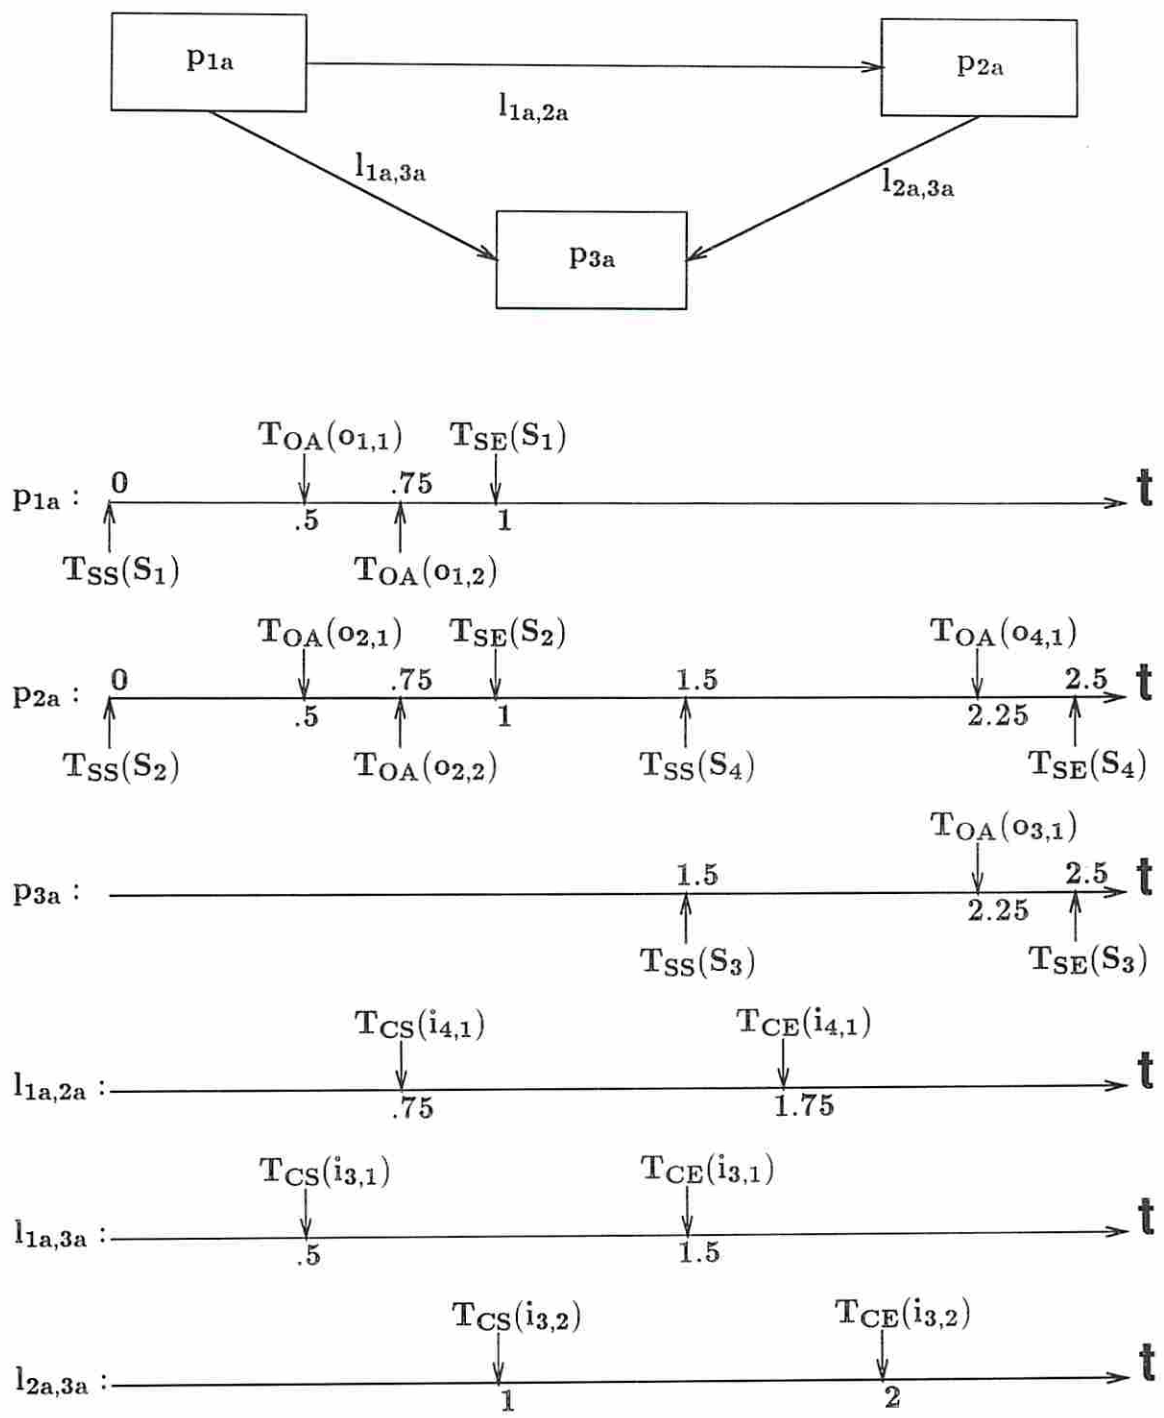 p1a
p2a
l1a,2a
l1a,3a
l2a,3a
p3a
TOA(o1,1) TSE(S1)
p1a : 0 .75 t
.5 1
TSS(S1) TOA(o1,2)
TOA(o2,1) TSE(S2) TOA(o4,1)
p2a : 0 .75 1.5 2.5 t
.5 1 2.25
TSS(S2) TOA(o2,2) TSS(S4) TSE(S4)
TOA(o3,1)
p3a : 1.5 2.5 t
2.25
TSS(S3) TSE(S3)
TCS(i4,1) TCE(i4,1)
l1a,2a : t
.75 1.75
TCS(i3,1) TCE(i3,1)
l1a,3a : t
.5 1.5
TCS(i3,2) TCE(i3,2)
l2a,3a : t
1 2